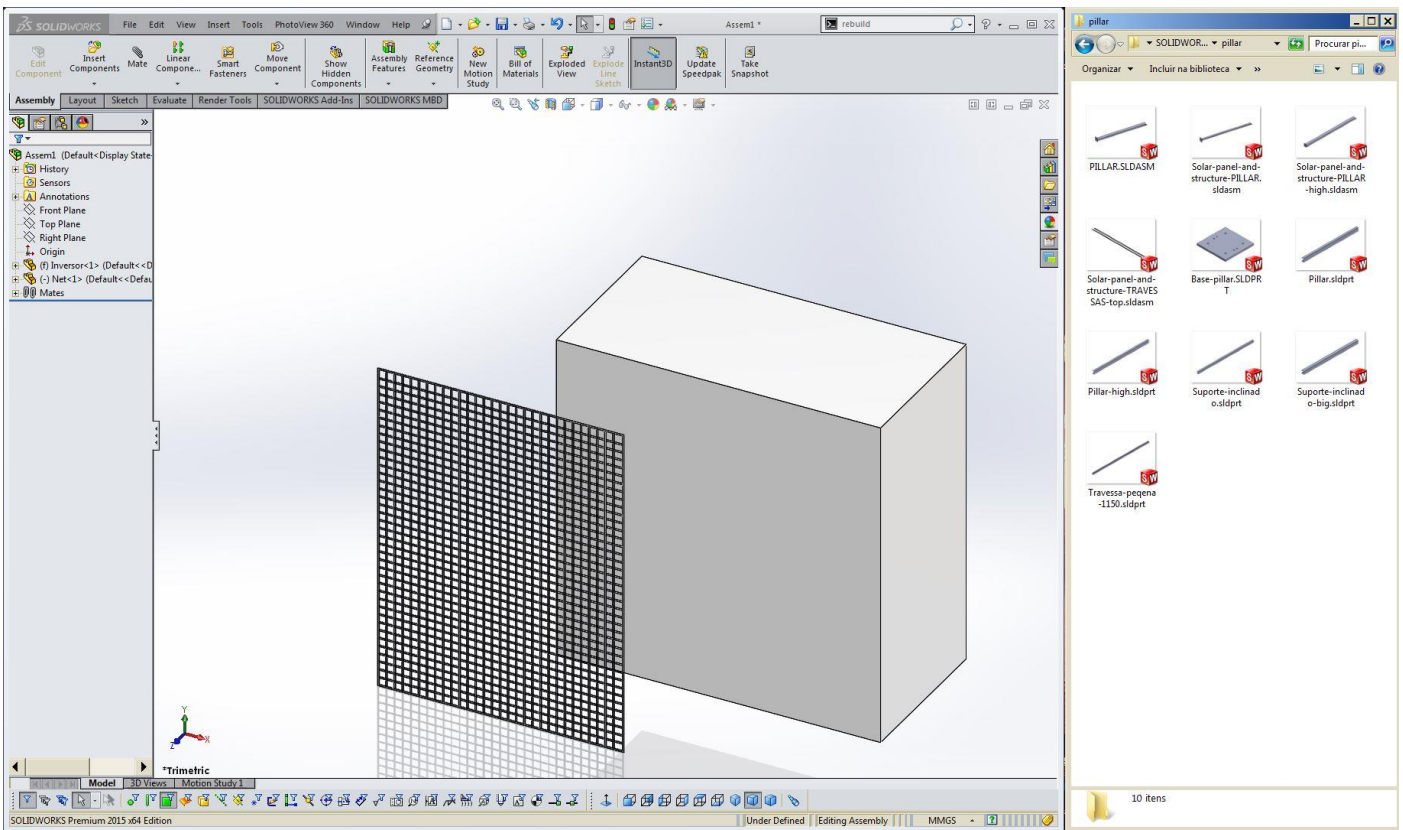 SOLIDWORKS File Edit View Insert Tools PhotoView 360 Window Help Assem1 * rebuild
Edit Component
Insert Components
Mate
Linear Compone...
Smart Fasteners
Move Component
Show Hidden Components
Assembly Features
Reference Geometry
New Motion Study
Bill of Materials
Exploded View
Explode Line Sketch
Instant3D
Update Speedpak
Take Snapshot
Assembly Layout Sketch Evaluate Render Tools SOLIDWORKS Add-Ins SOLIDWORKS MBD
Assem1 (Default<Display State-
History
Sensors
Annotations
Front Plane
Top Plane
Right Plane
Origin
(f) Inversor<1> (Default<<D
(-) Net<1> (Default<<Defau
Mates
Y
X
Z
*Trimetric
Model 3D Views Motion Study 1
SOLIDWORKS Premium 2015 x64 Edition
Under Defined Editing Assembly MMGS
pillar
SOLIDWOR... pillar Procurar pi...
Organizar Incluir na biblioteca »
PILLAR.SLDASM
Solar-panel-and-
structure-PILLAR.
sldasm
Solar-panel-and-
structure-PILLAR
-high.sldasm
Solar-panel-and-
structure-TRAVES
SAS-top.sldasm
Base-pillar.SLDPR
T
Pillar.sldprt
Pillar-high.sldprt
Suporte-inclinad
o.sldprt
Suporte-inclinad
o-big.sldprt
Travessa-peqena
-1150.sldprt
10 itens